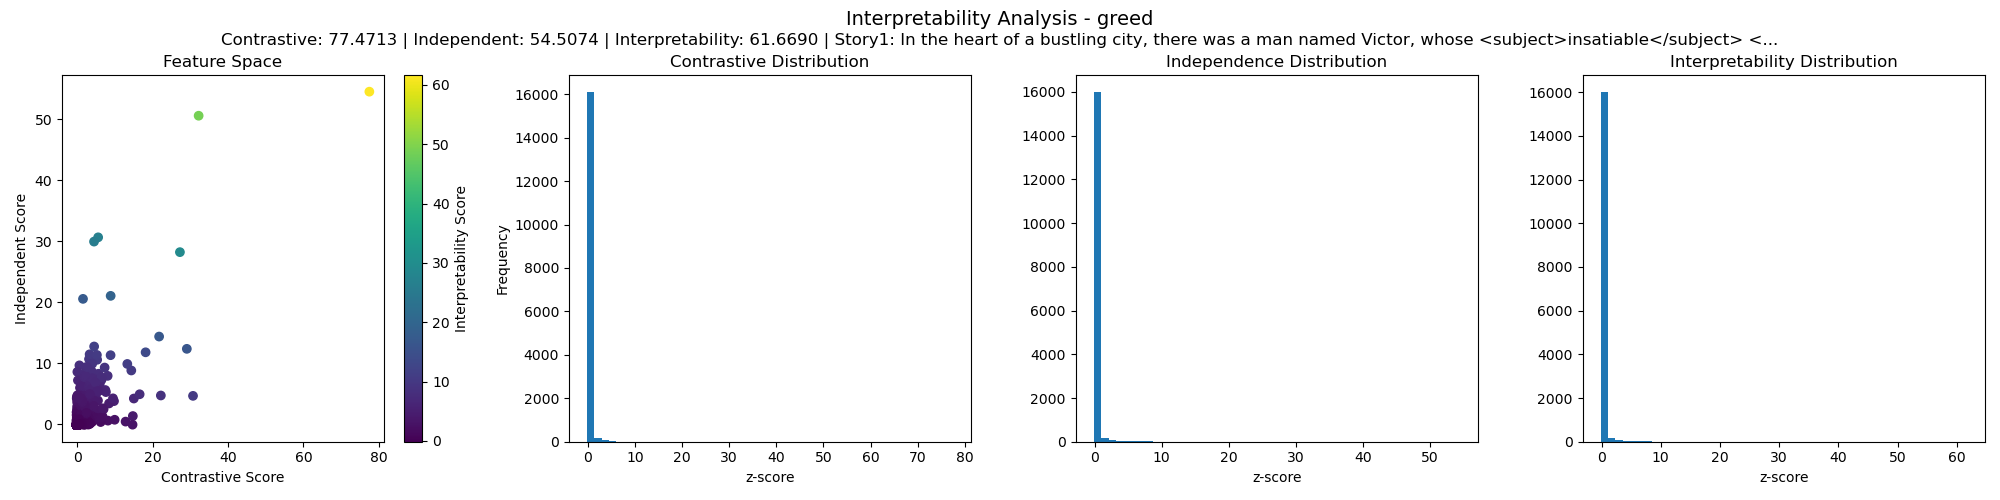 Interpretability Analysis - greed
Contrastive: 77.4713 | Independent: 54.5074 | Interpretability: 61.6690 | Story1: In the heart of a bustling city, there was a man named Victor, whose <subject>insatiable</subject> <...
Feature Space
50
40
30
20
10
0
Independent Score
0 20 40 60 80
Contrastive Score
60
50
40
30
20
10
0
Interpretability Score
Contrastive Distribution
16000
14000
12000
10000
8000
6000
4000
2000
0
Frequency
0 10 20 30 40 50 60 70 80
z-score
Independence Distribution
16000
14000
12000
10000
8000
6000
4000
2000
0
0 10 20 30 40 50
z-score
Interpretability Distribution
16000
14000
12000
10000
8000
6000
4000
2000
0
0 10 20 30 40 50 60
z-score